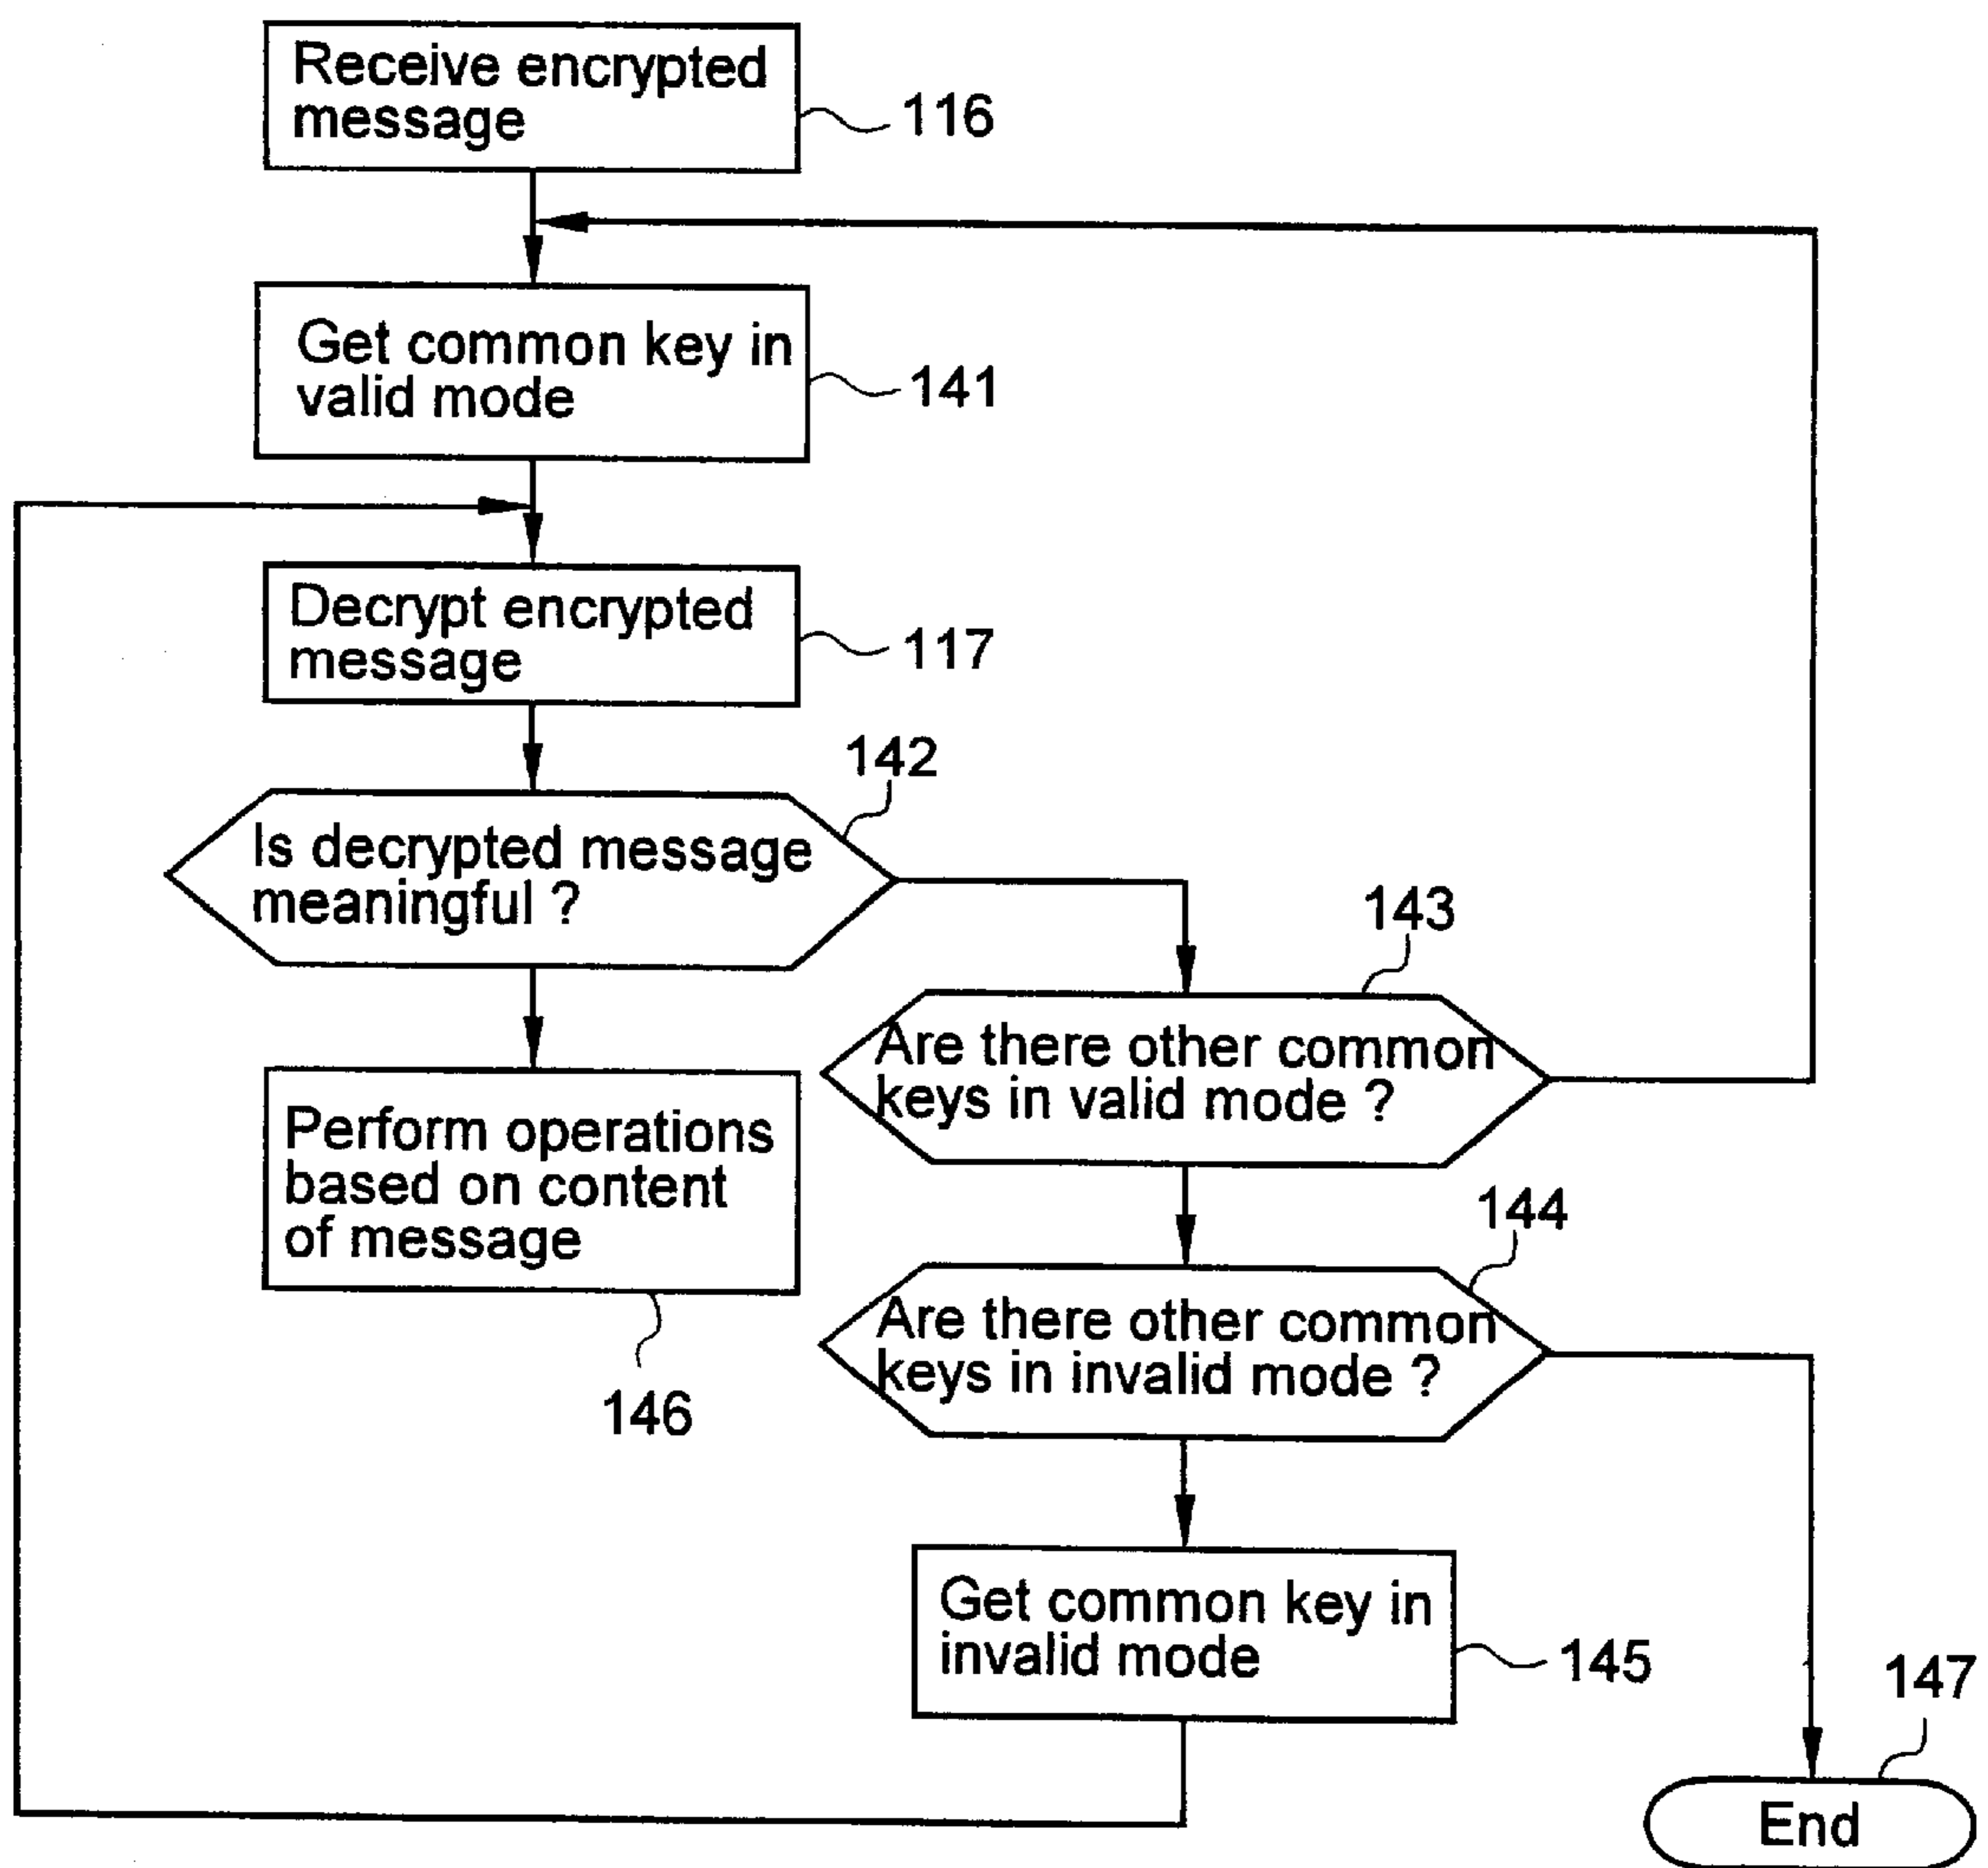 Receive encrypted
message
116
Get common key in
valid mode
141
Decrypt encrypted
message
117
142
Is decrypted message
meaningful ?
143
Are there other common
keys in valid mode ?
Perform operations
based on content
of message
146
144
Are there other common
keys in invalid mode ?
Get common key in
invalid mode
145
147
End